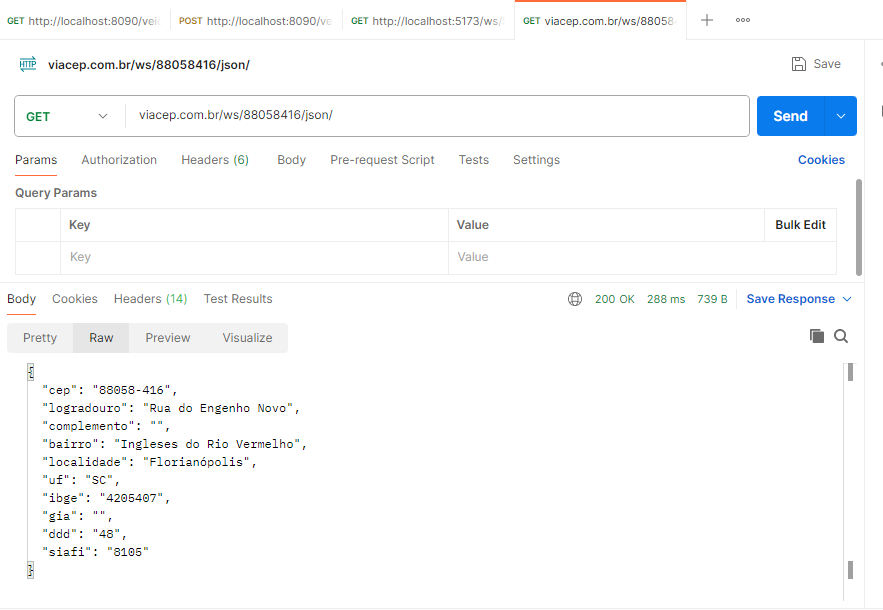 GET http://localhost:8090/veic POST http://localhost:8090/ve GET http://localhost:5173/ws/ GET viacep.com.br/ws/88058
HTTP viacep.com.br/ws/88058416/json/ Save
GET viacep.com.br/ws/88058416/json/ Send
Params Authorization Headers (6) Body Pre-request Script Tests Settings Cookies
Query Params
Key Value Bulk Edit
Key Value
Body Cookies Headers (14) Test Results 200 OK 288 ms 739 B Save Response
Pretty Raw Preview Visualize
{
"cep": "88058-416",
"logradouro": "Rua do Engenho Novo",
"complemento": "",
"bairro": "Ingleses do Rio Vermelho",
"localidade": "Florianópolis",
"uf": "SC",
"ibge": "4205407",
"gia": "",
"ddd": "48",
"siafi": "8105"
}